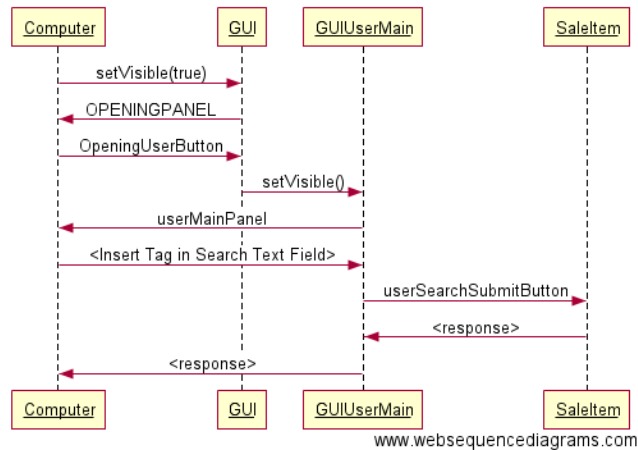 Computer GUI GUIUserMain SaleItem
setVisible(true)
OPENINGPANEL
OpeningUserButton
setVisible()
userMainPanel
<Insert Tag in Search Text Field>
userSearchSubmitButton
<response>
<response>
Computer GUI GUIUserMain SaleItem
www.websequencediagrams.com